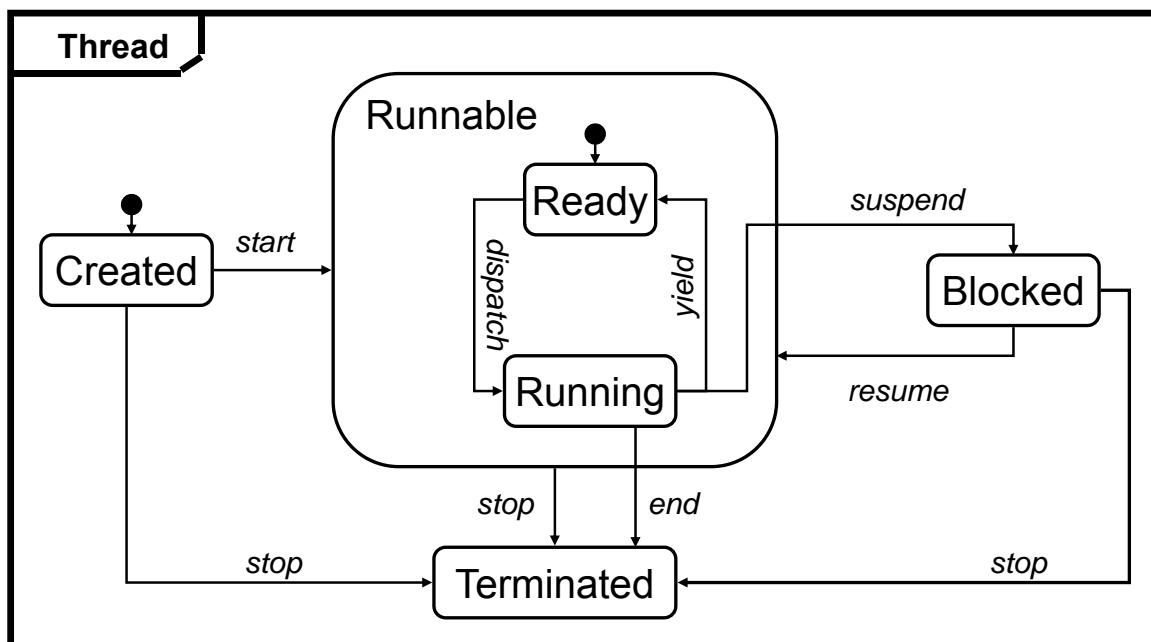 Thread
Runnable
Ready
suspend
start
Created
dispatch
yield
Blocked
Running
resume
stop
end
stop
Terminated
stop